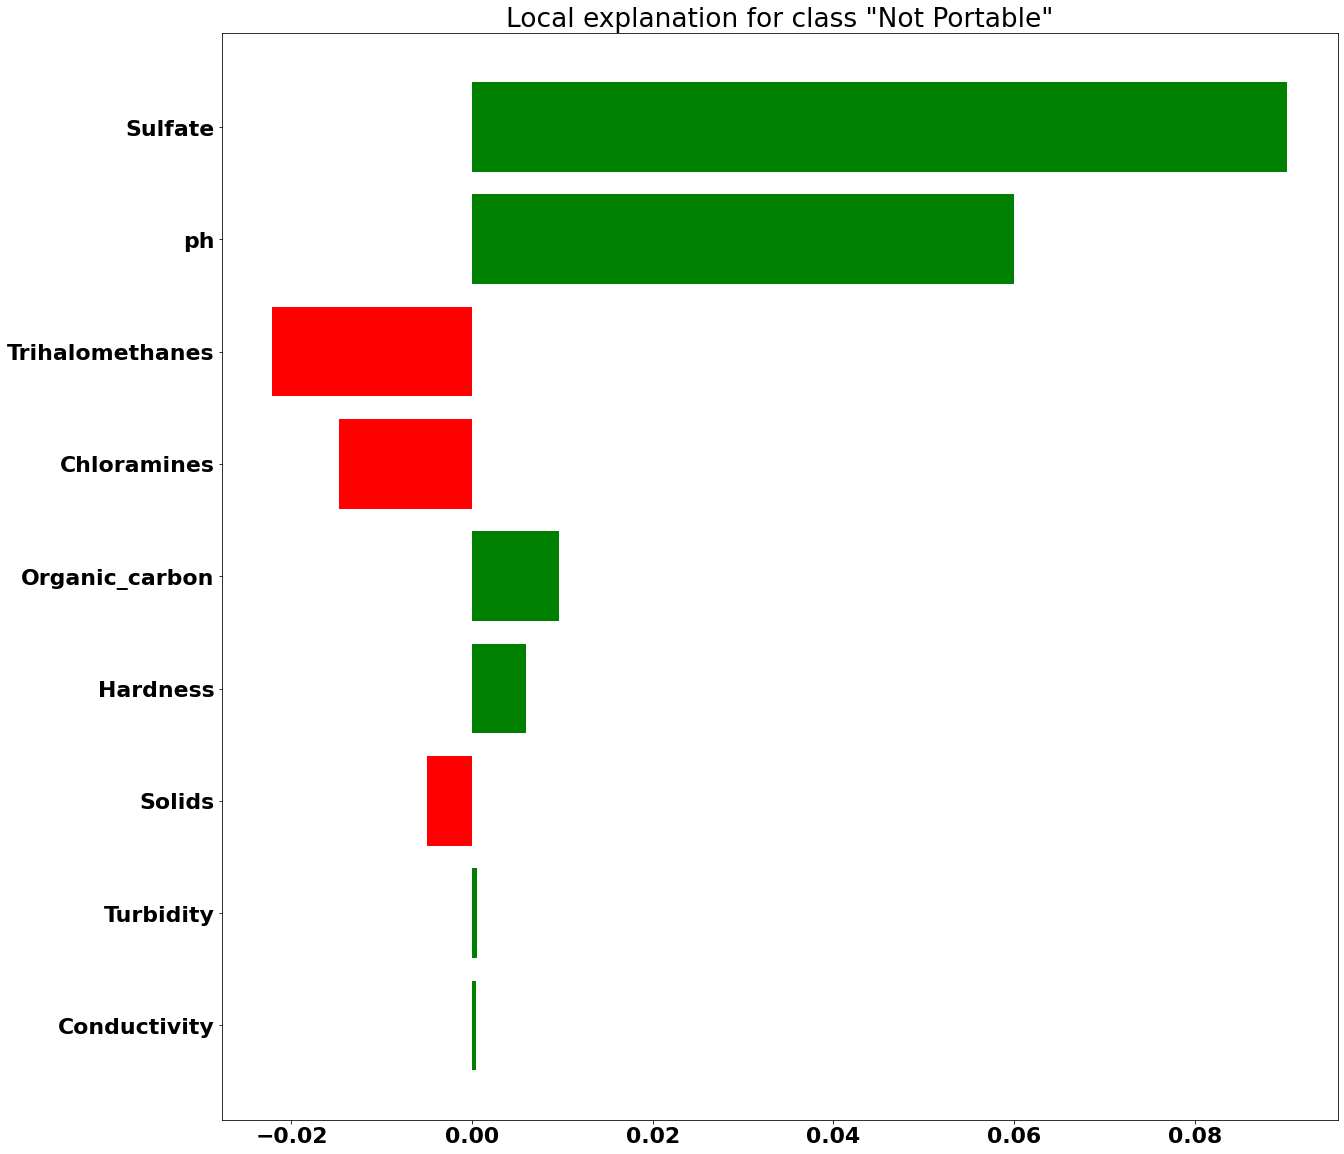 Local explanation for class "Not Portable"
Sulfate
ph
Trihalomethanes
Chloramines
Organic_carbon
Hardness
Solids
Turbidity
Conductivity
−0.02 0.00 0.02 0.04 0.06 0.08